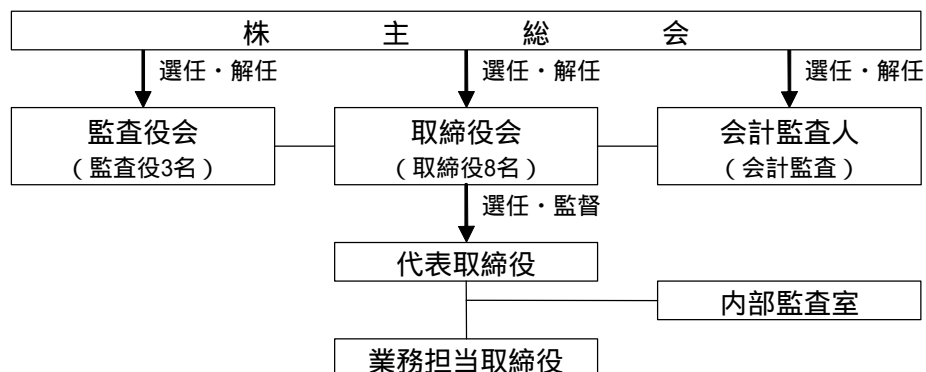 株主総会
選任・解任 選任・解任 選任・解任
監査役会 取締役会 会計監査人
(監査役3名) (取締役8名) (会計監査)
選任・監督
代表取締役
内部監査室
業務担当取締役